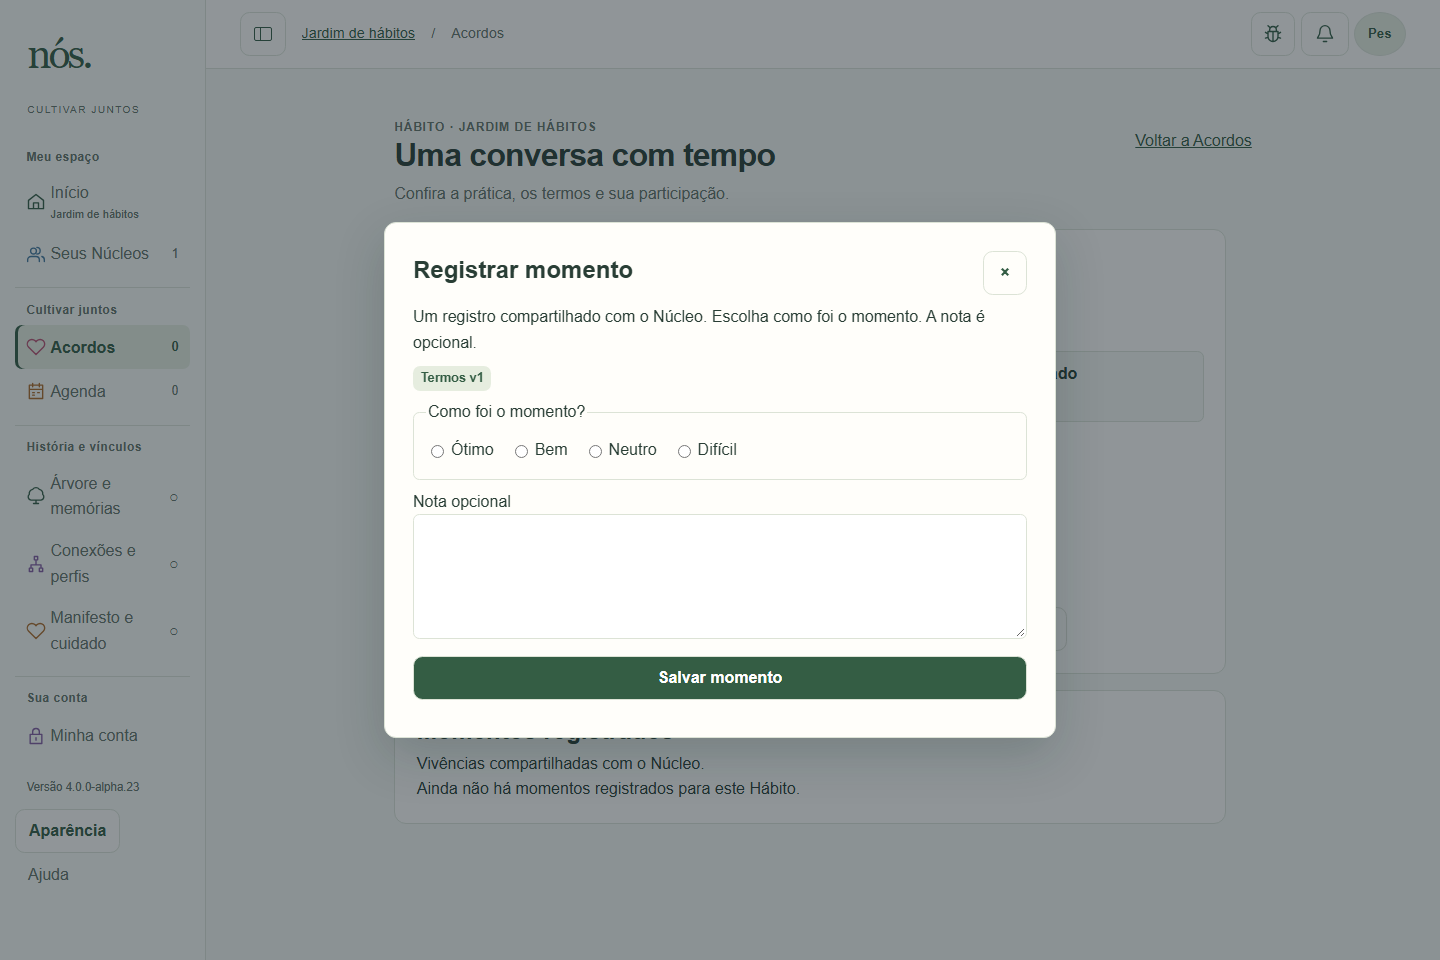 nós.
CULTIVAR JUNTOS
Meu espaço
Início
Jardim de hábitos
Seus Núcleos 1
Cultivar juntos
Acordos 0
Agenda 0
História e vínculos
Árvore e
memórias
Conexões e
perfis
Manifesto e
cuidado
Sua conta
Minha conta
Versão 4.0.0-alpha.23
Aparência
Ajuda
Jardim de hábitos / Acordos
Pes
HÁBITO · JARDIM DE HÁBITOS
Uma conversa com tempo
Voltar a Acordos
Confira a prática, os termos e sua participação.
Registrar momento
×
Um registro compartilhado com o Núcleo. Escolha como foi o momento. A nota é
opcional.
Termos v1
Como foi o momento?
Ótimo Bem Neutro Difícil
Nota opcional
Salvar momento
Vivências compartilhadas com o Núcleo.
Ainda não há momentos registrados para este Hábito.